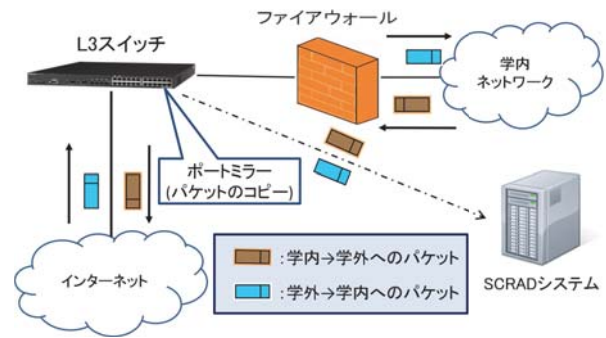 ファイアウォール
L3スイッチ
学内
ネットワーク
ポートミラー
(パケットのコピー)
インターネット
:学内→学外へのパケット
:学外→学内へのパケット
SCRADシステム